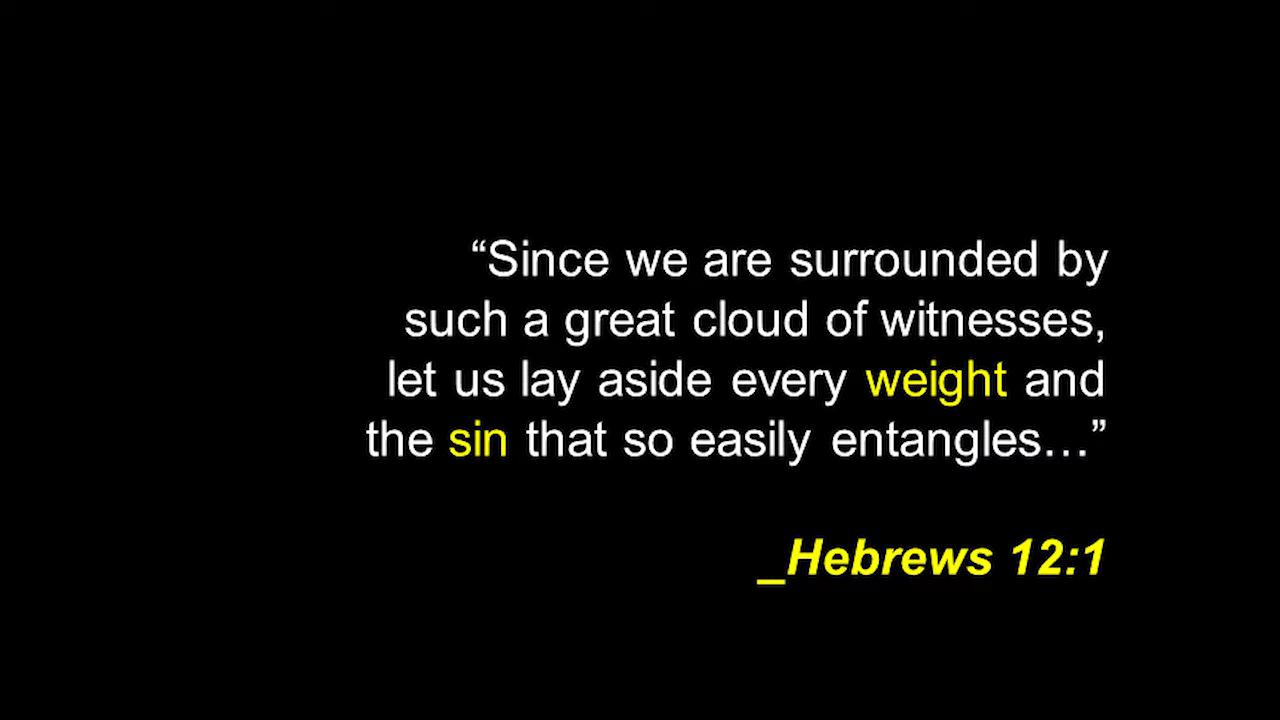 “Since we are surrounded by
such a great cloud of witnesses,
let us lay aside every weight and
the sin that so easily entangles…”
_Hebrews 12:1